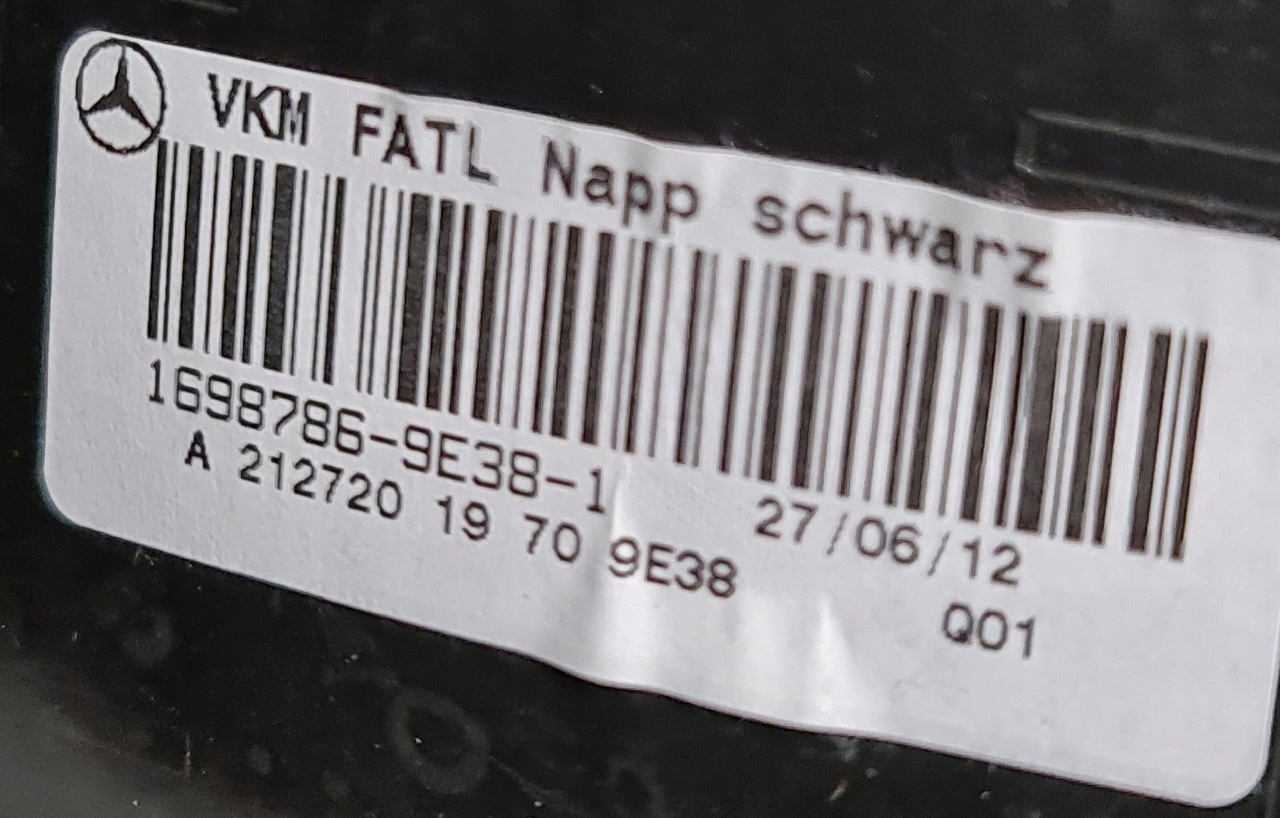 VKM FATL Napp schwarz
1698786-9E38-1 27/06/12
A 212720 19 70 9E38 Q01